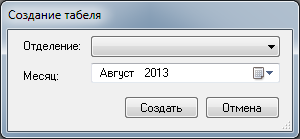 Создание табеля
Отделение:
Месяц: Август 2013
Создать Отмена